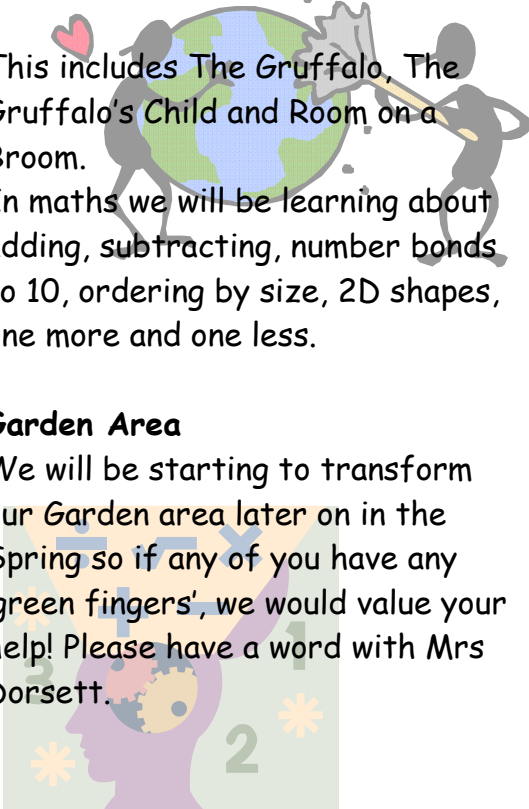 This includes The Gruffalo, The
Gruffalo's Child and Room on a
Broom.
In maths we will be learning about
adding, subtracting, number bonds
to 10, ordering by size, 2D shapes,
one more and one less.
Garden Area
We will be starting to transform
our Garden area later on in the
Spring so if any of you have any
'green fingers', we would value your
help! Please have a word with Mrs
Dorsett.
÷ √ ×
+ −
3
1
2